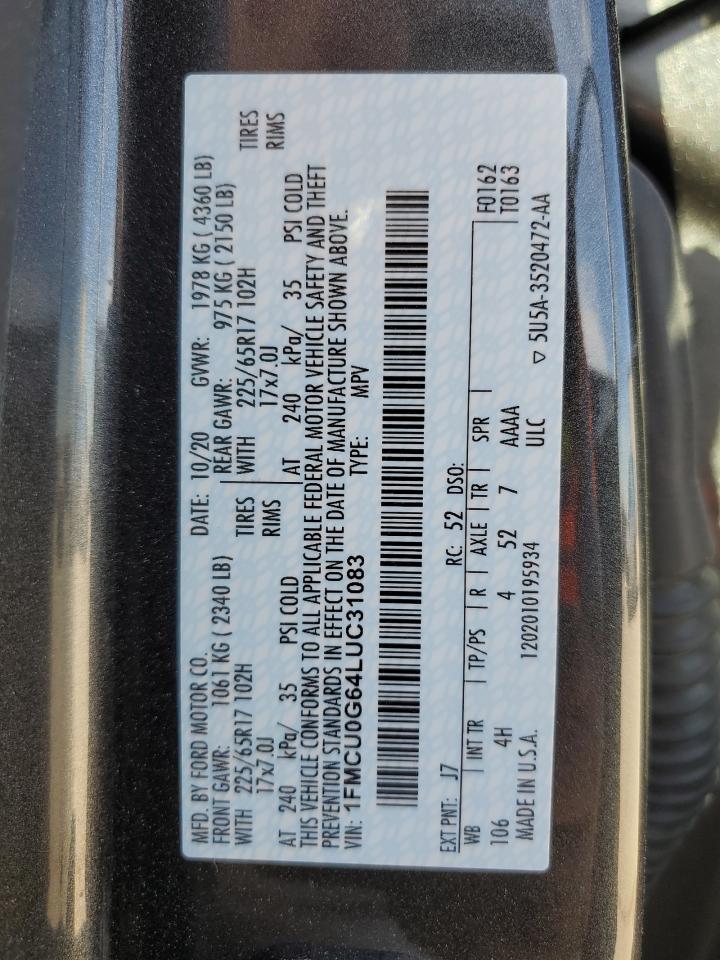 MFD. BY FORD MOTOR CO. DATE: 10/20 GVWR: 1978 KG ( 4360 LB)
FRONT GAWR: 1061 KG ( 2340 LB) REAR GAWR: 975 KG ( 2150 LB)
WITH 225/65R17 102H TIRES WITH 225/65R17 102H TIRES
17x7.0J RIMS 17x7.0J RIMS
AT 240 kPa/ 35 PSI COLD AT 240 kPa/ 35 PSI COLD
THIS VEHICLE CONFORMS TO ALL APPLICABLE FEDERAL MOTOR VEHICLE SAFETY AND THEFT
PREVENTION STANDARDS IN EFFECT ON THE DATE OF MANUFACTURE SHOWN ABOVE.
VIN: 1FMCU0G64LUC31083 TYPE: MPV
EXT PNT: J7 RC: 52 DSO:
WB INT TR TP/PS R AXLE TR SPR F0162
106 4H 4 52 7 AAAA T0163
MADE IN U.S.A. 1202010195934 ULC ▽ 5U5A-3520472-AA